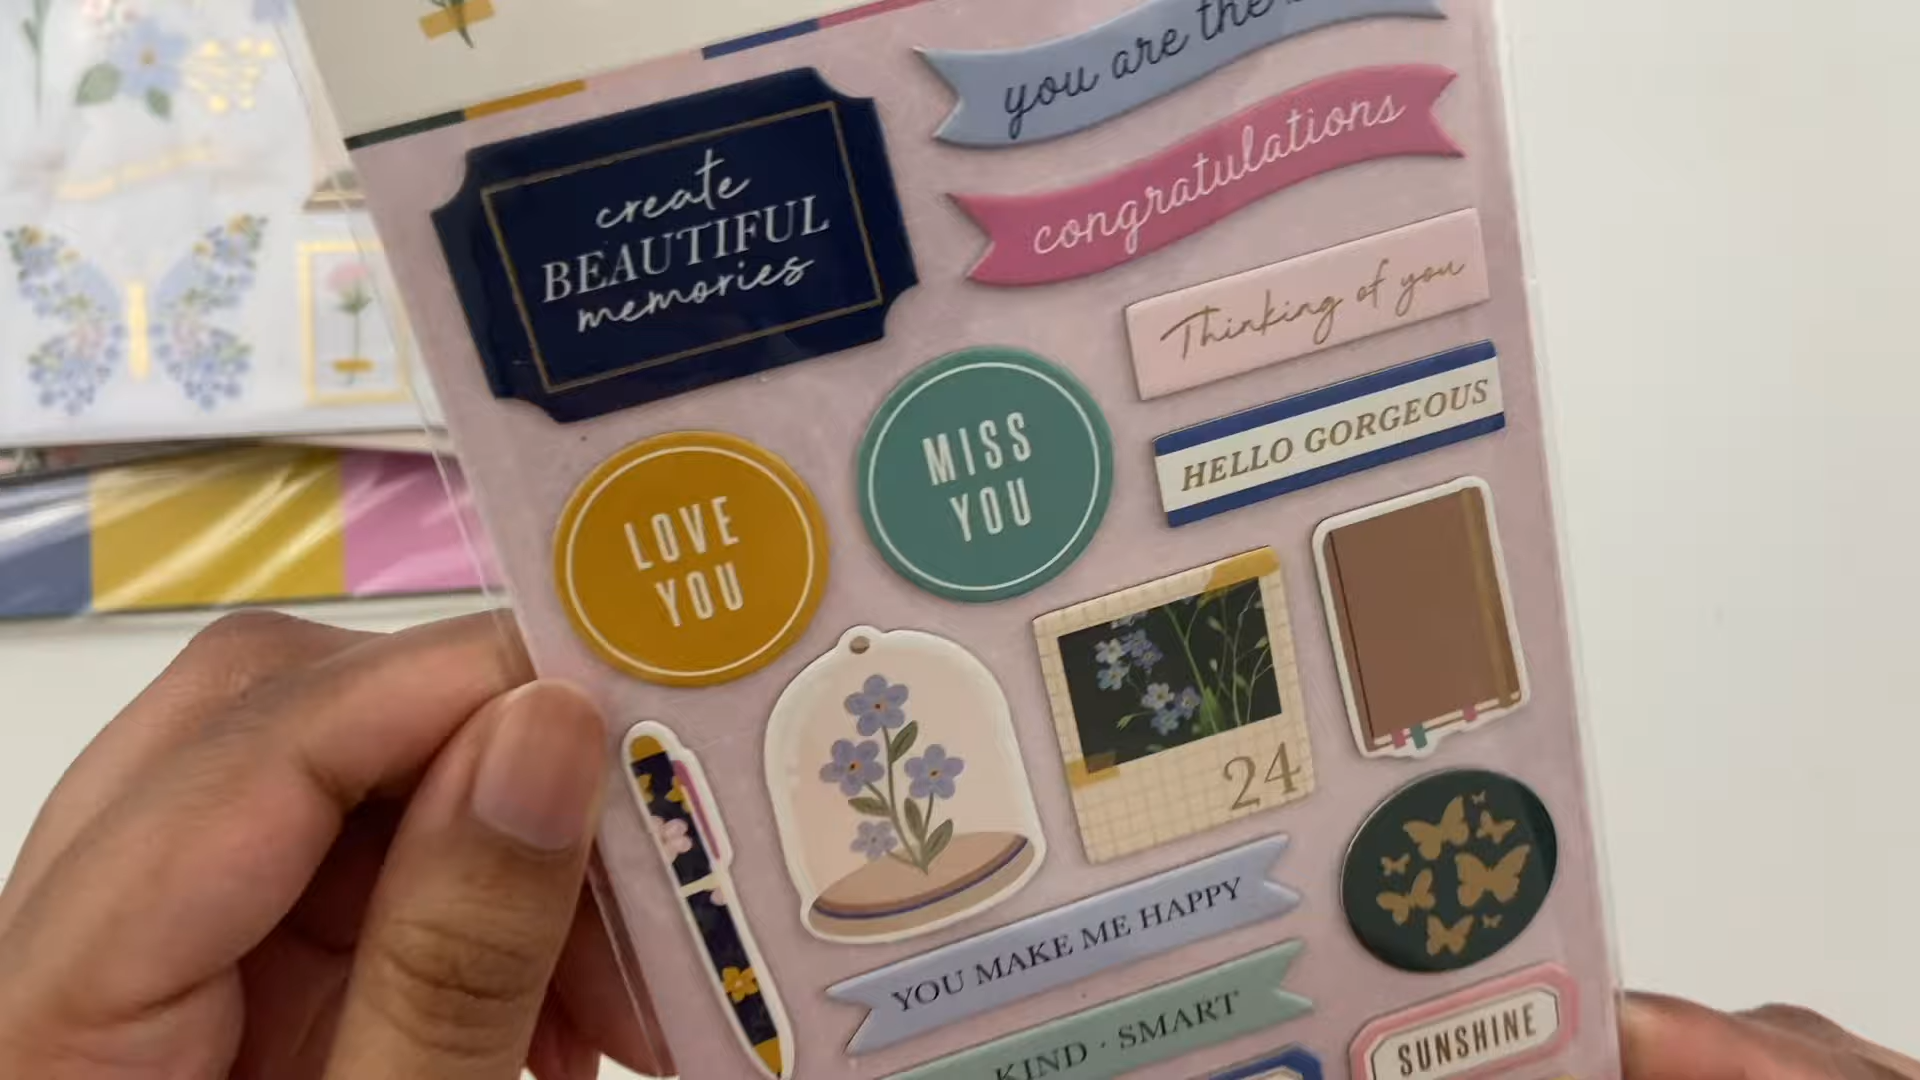 you are the
congratulations
create
BEAUTIFUL
memories
Thinking of you
HELLO GORGEOUS
MISS
YOU
LOVE
YOU
24
YOU MAKE ME HAPPY
KIND · SMART
SUNSHINE